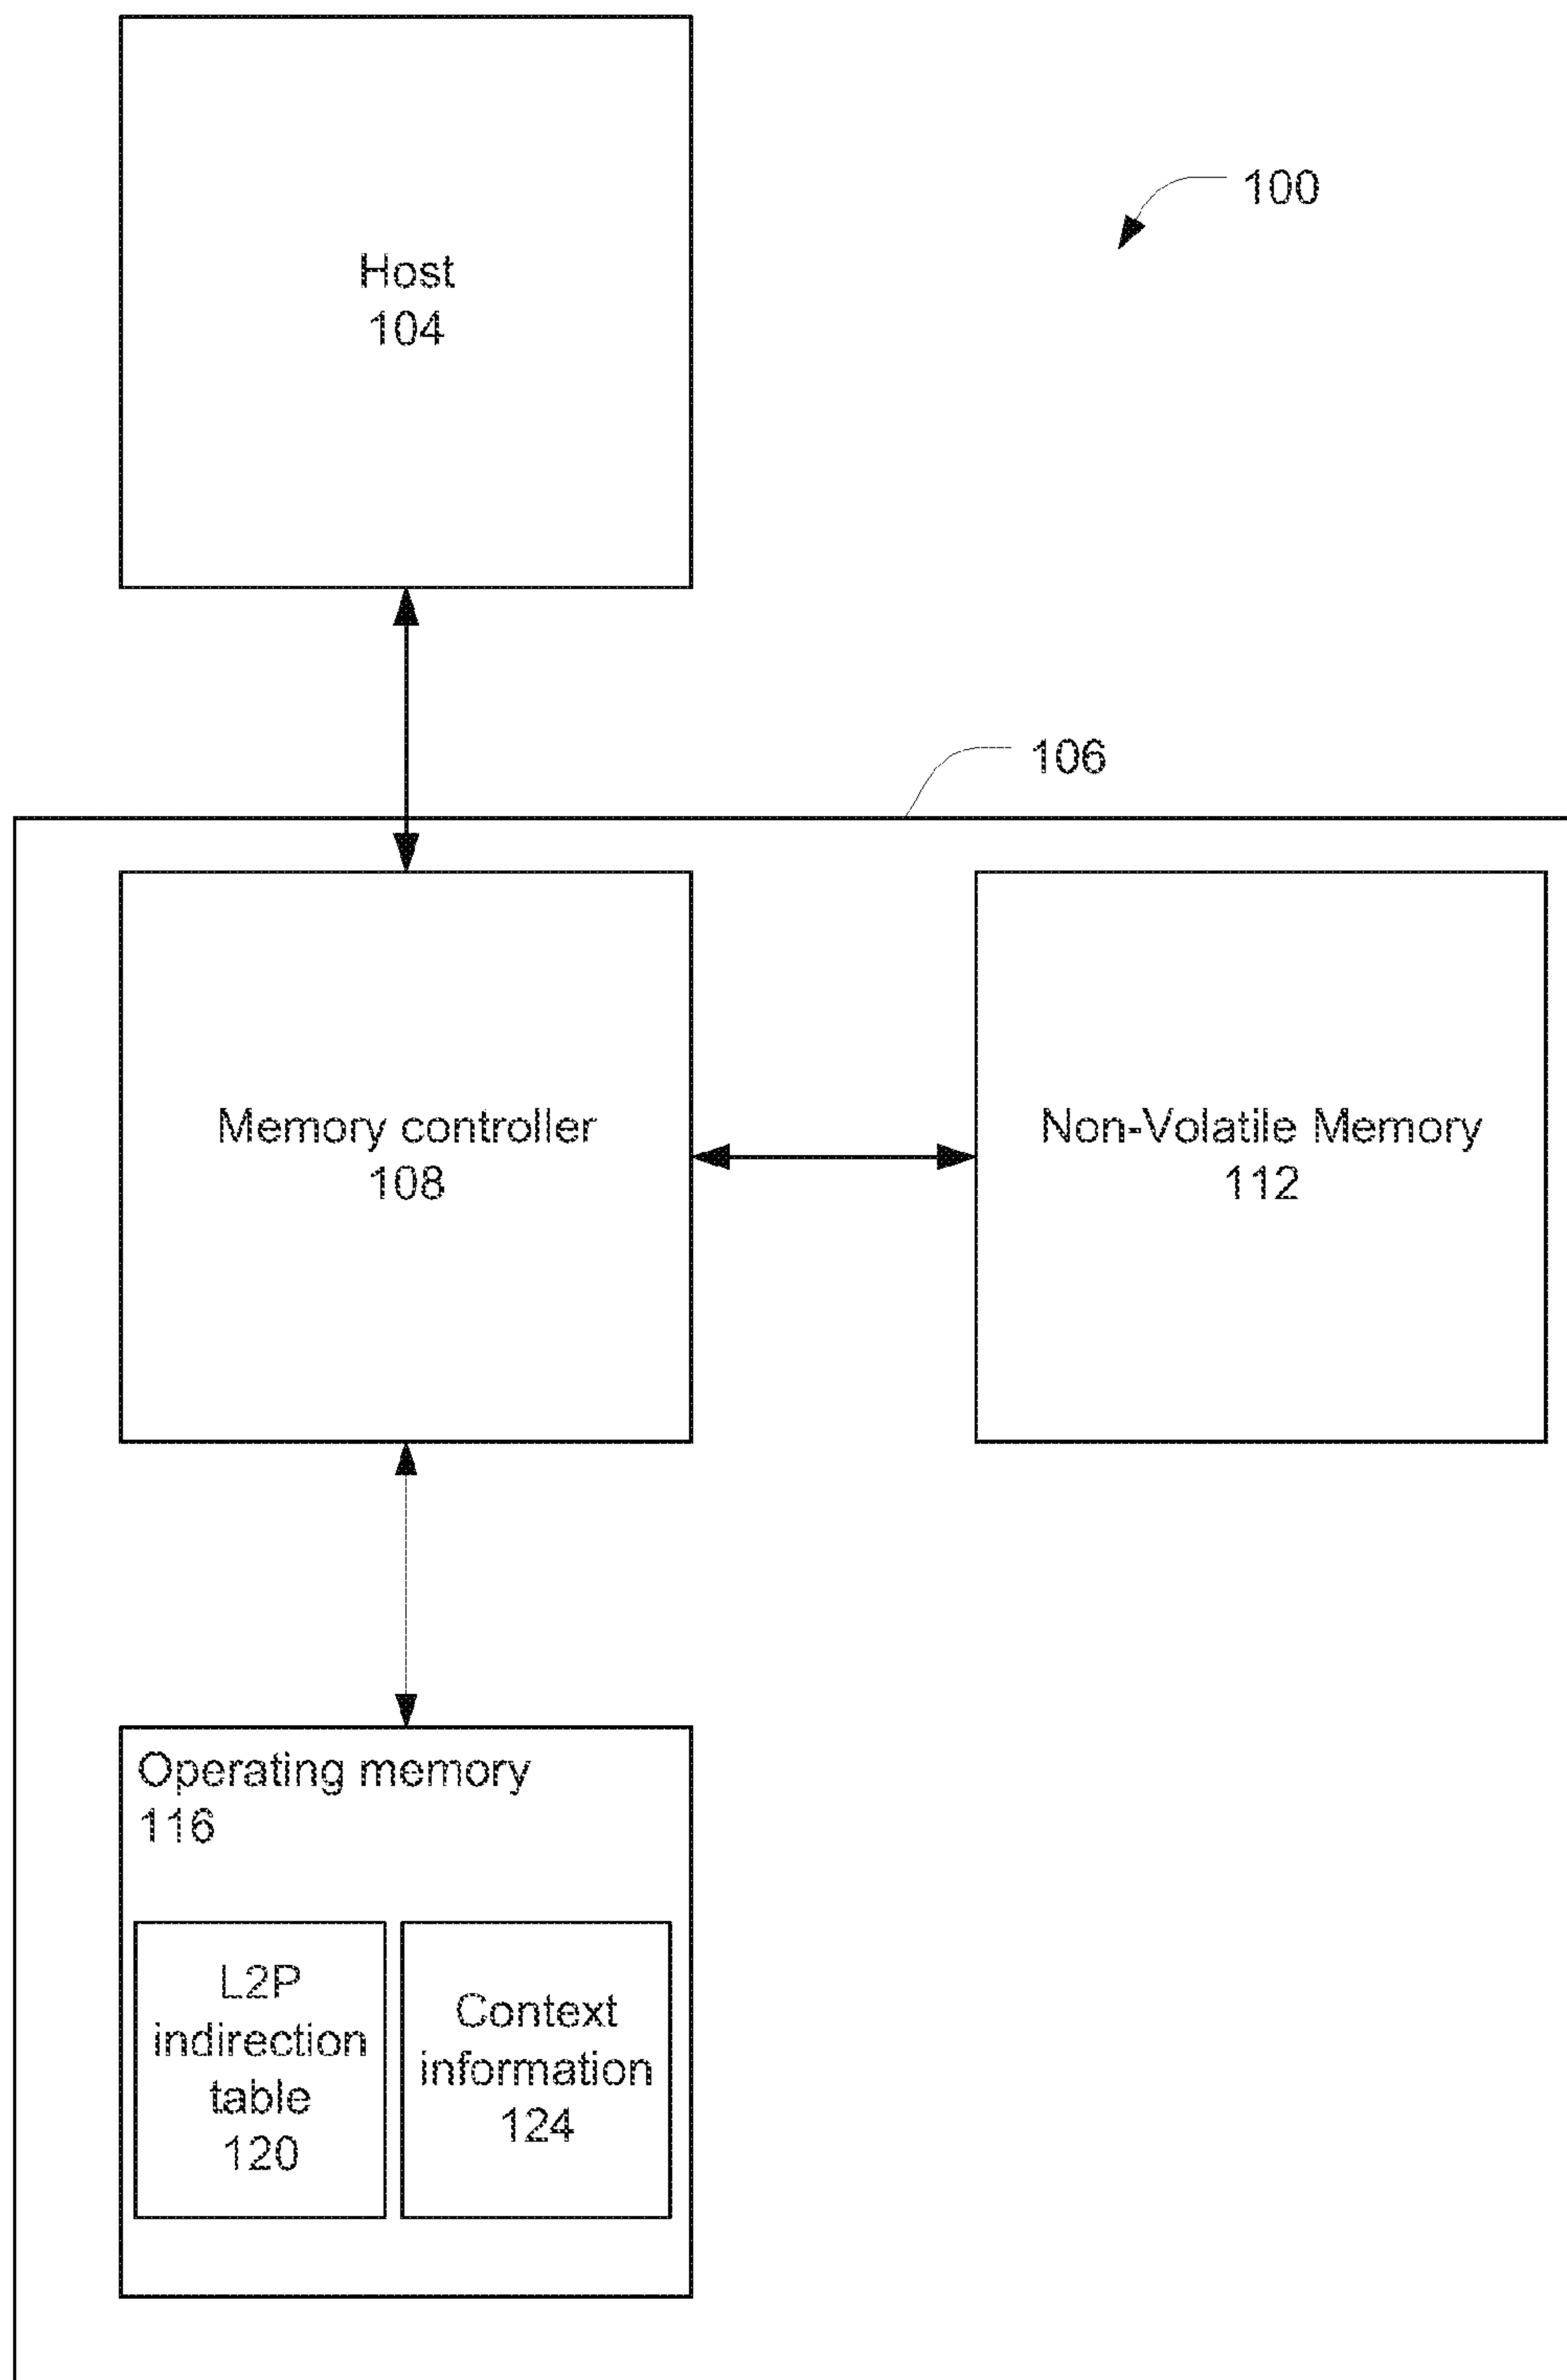 Host
104
100
106
Memory controller
108
Non-Volatile Memory
112
Operating memory
116
L2P
indirection
table
120
Context
information
124